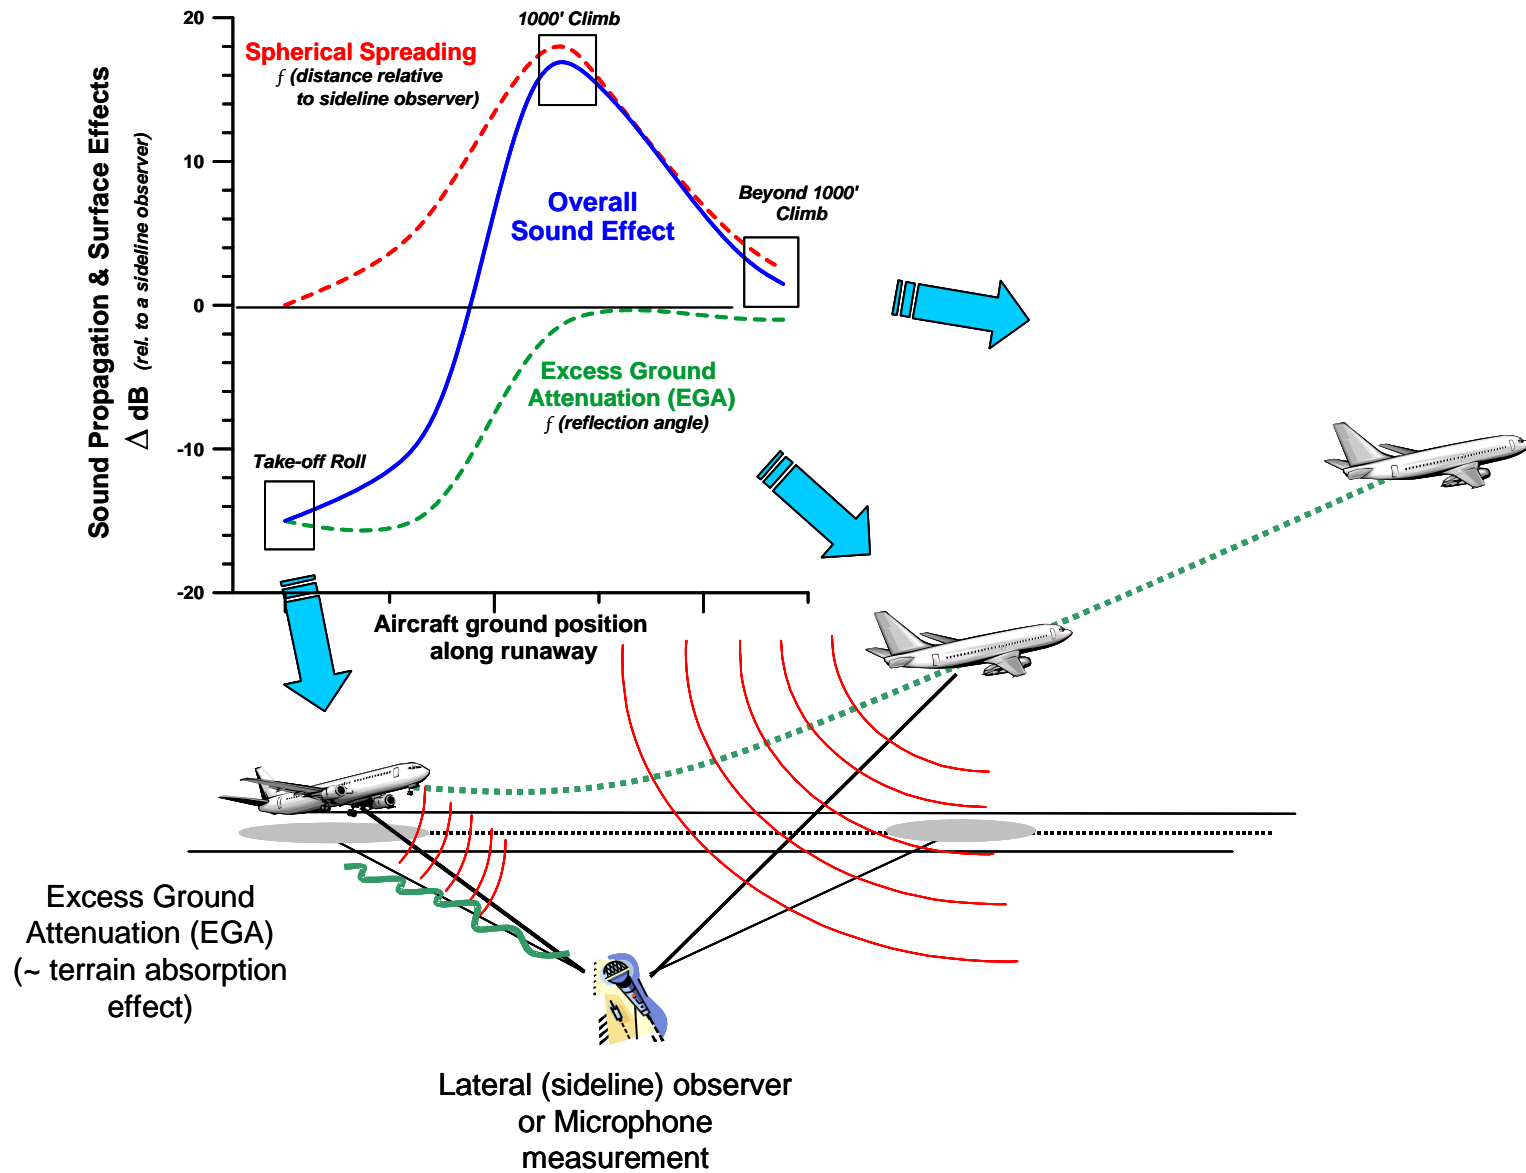 20
10
0
-10
-20
Sound Propagation & Surface Effects
Δ dB (rel. to a sideline observer)
1000' Climb
Spherical Spreading
f (distance relative
to sideline observer)
Overall
Sound Effect
Beyond 1000'
Climb
Excess Ground
Attenuation (EGA)
f (reflection angle)
Take-off Roll
Aircraft ground position
along runaway
Excess Ground
Attenuation (EGA)
(~ terrain absorption
effect)
Lateral (sideline) observer
or Microphone
measurement